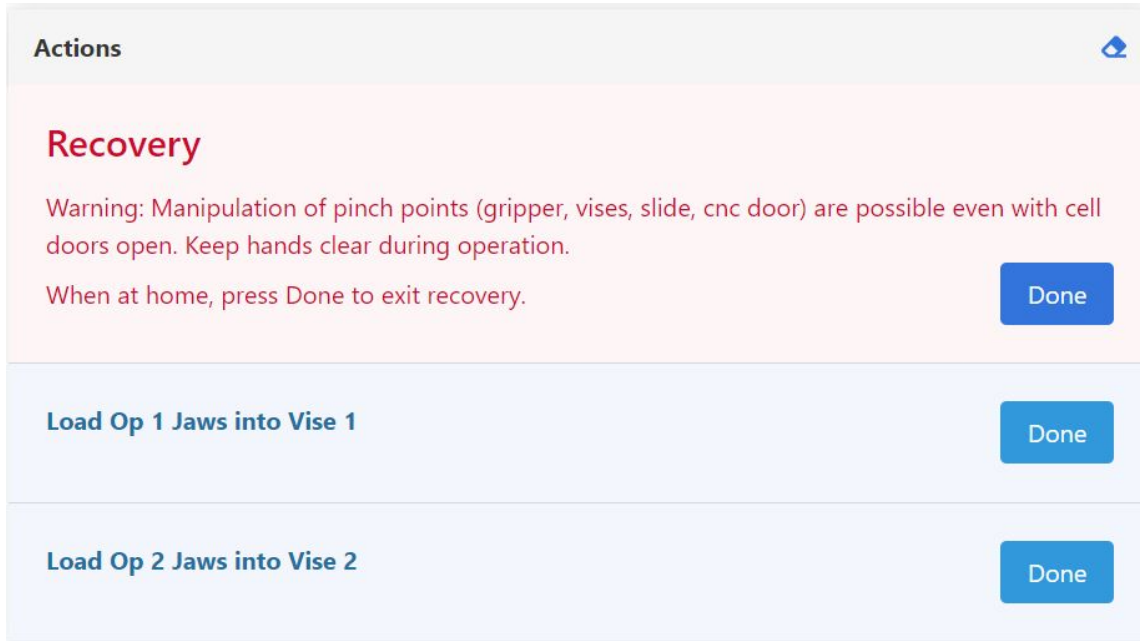 Actions
Recovery
Warning: Manipulation of pinch points (gripper, vises, slide, cnc door) are possible even with cell
doors open. Keep hands clear during operation.
When at home, press Done to exit recovery.
Done
Load Op 1 Jaws into Vise 1
Done
Load Op 2 Jaws into Vise 2
Done